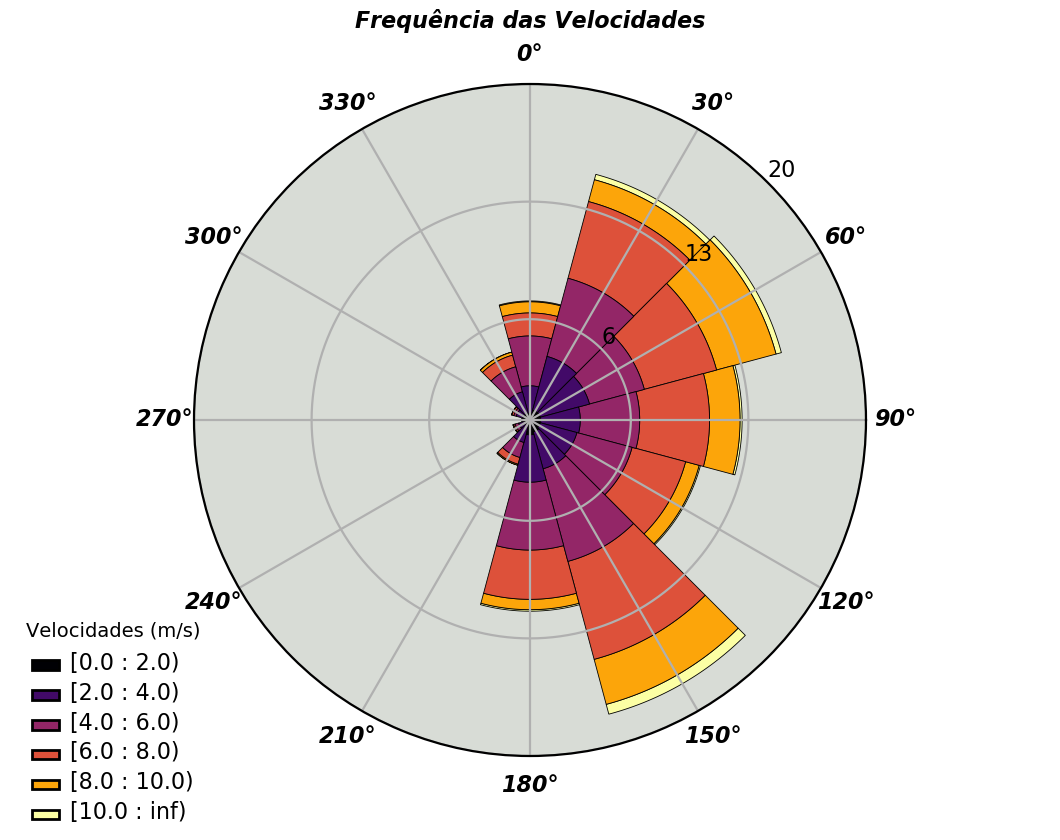 Frequência das Velocidades
0°
330°
30°
20
300°
60°
13
6
270°
90°
240°
120°
210°
150°
180°
Velocidades (m/s)
[0.0 : 2.0)
[2.0 : 4.0)
[4.0 : 6.0)
[6.0 : 8.0)
[8.0 : 10.0)
[10.0 : inf)